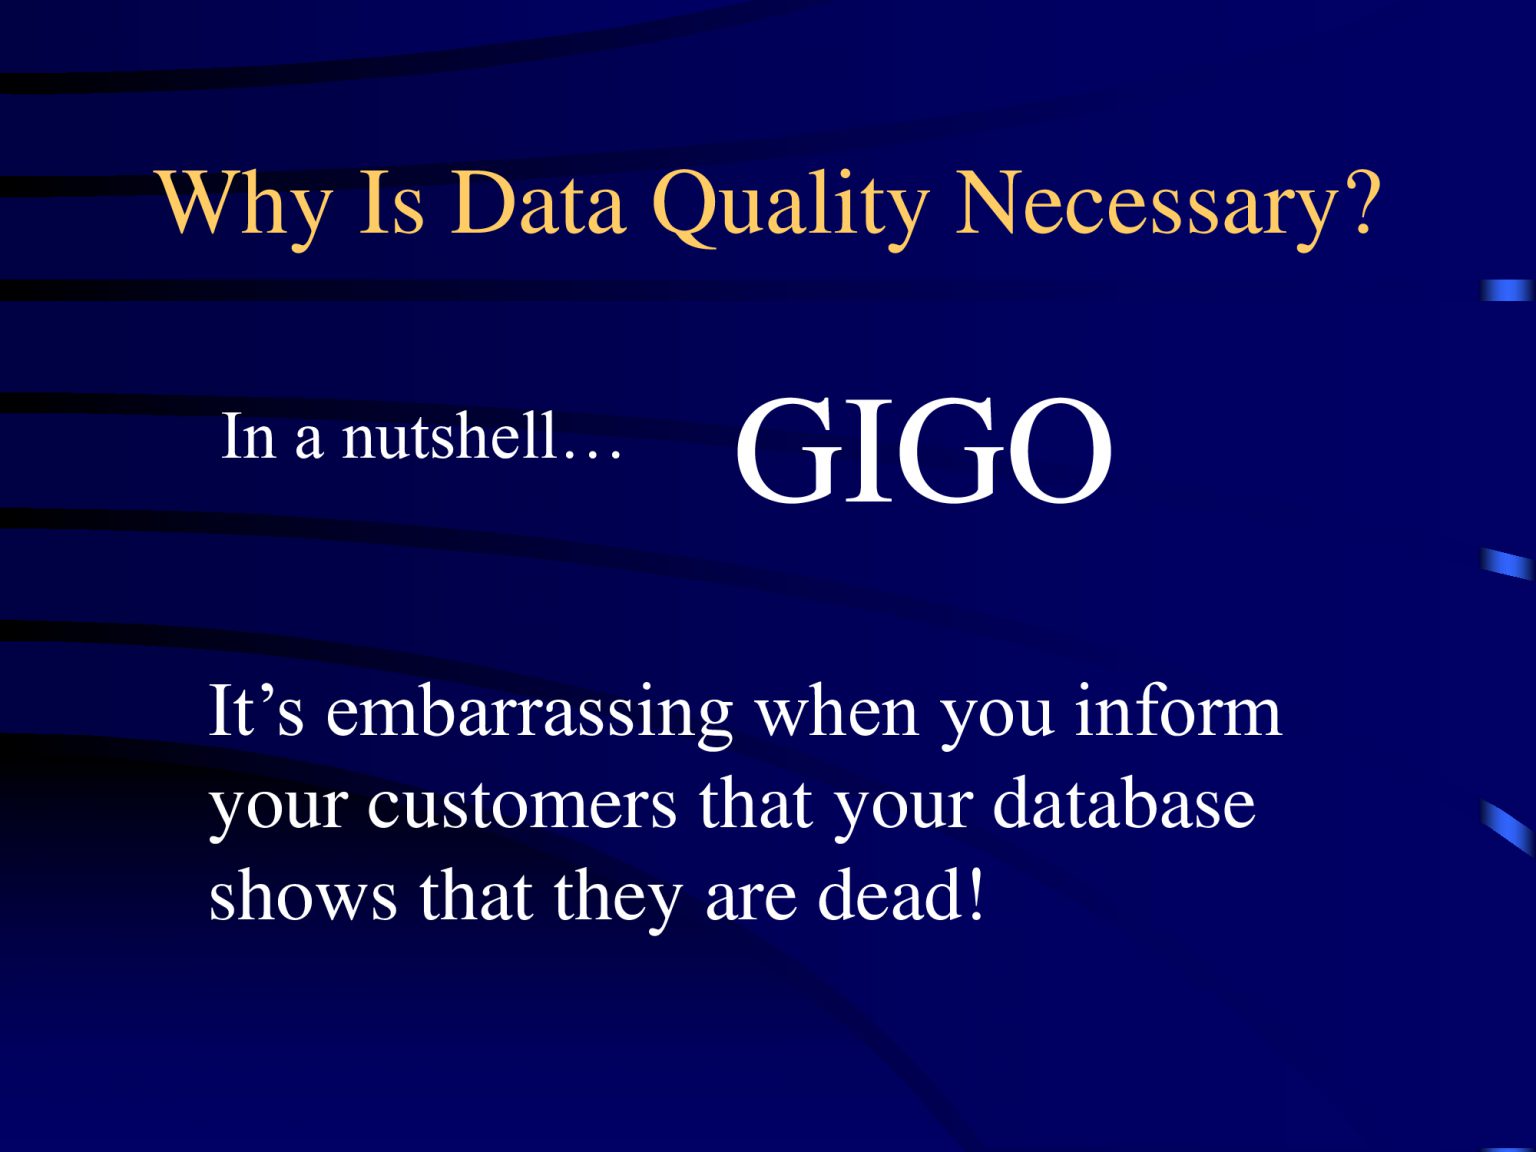 Why Is Data Quality Necessary?
In a nutshell… GIGO
It’s embarrassing when you inform
your customers that your database
shows that they are dead!